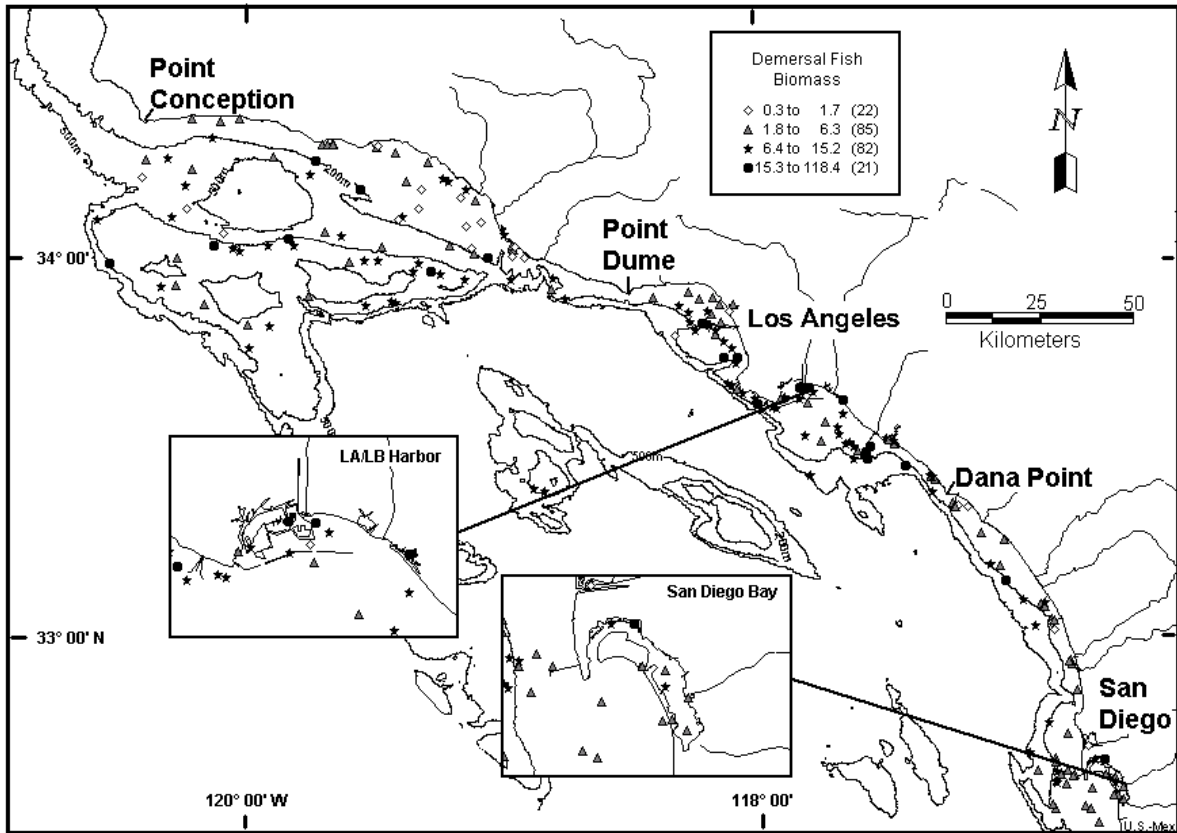 Point
Conception
Demersal Fish
Biomass
0.3 to 1.7 (22)
1.8 to 6.3 (85)
6.4 to 15.2 (82)
15.3 to 118.4 (21)
N
500m
200m
34° 00'
Point
Dume
0 25 50
Kilometers
Los Angeles
500m
LA/LB Harbor
Dana Point
200m
San Diego Bay
33° 00' N
San
Diego
120° 00' W
118° 00'
U.S.-Mex